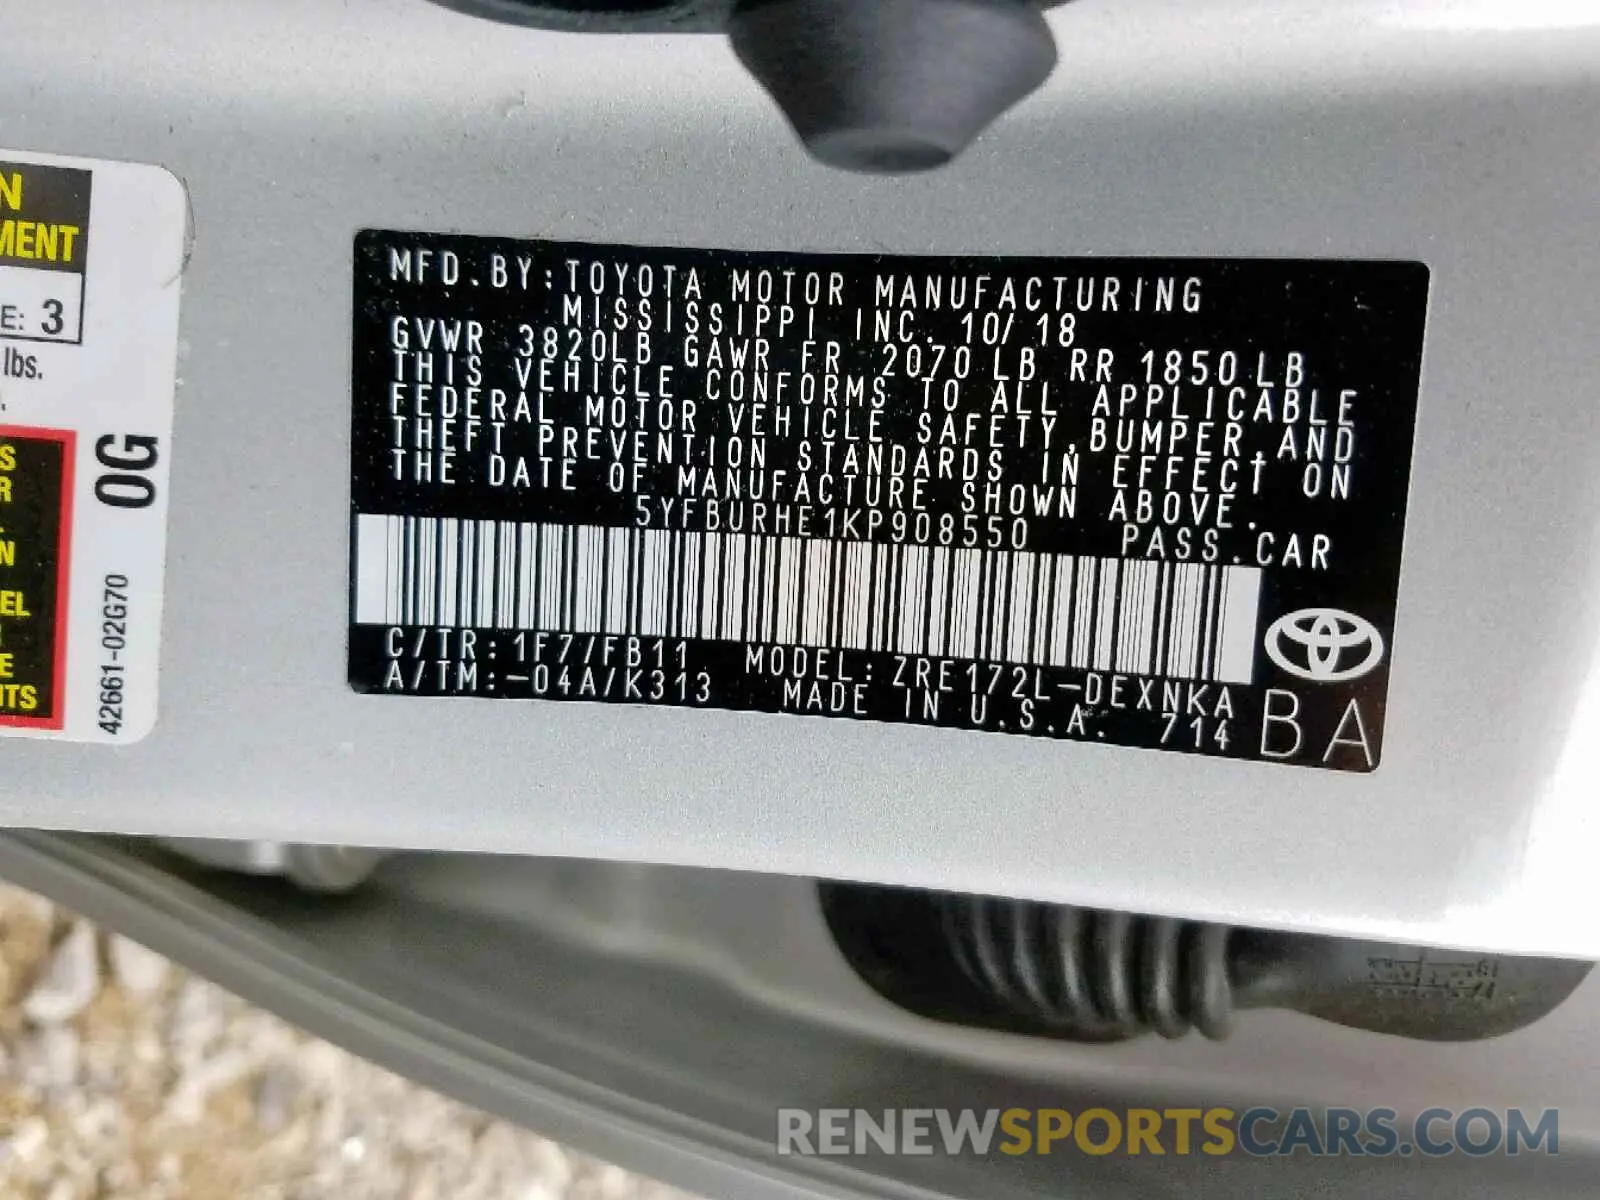 N
MENT
E: 3
lbs.
S
R
N
EL
E
ITS
0G
42661-02G70
MFD.BY:TOYOTA MOTOR MANUFACTURING
MISSISSIPPI INC. 10/18
GVWR 3820LB GAWR FR 2070LB RR 1850LB
THIS VEHICLE CONFORMS TO ALL APPLICABLE
FEDERAL MOTOR VEHICLE SAFETY,BUMPER,AND
THEFT PREVENTION STANDARDS IN EFFECT ON
THE DATE OF MANUFACTURE SHOWN ABOVE.
5YFBURHE1KP908550 PASS.CAR
C/TR:1F7/FB11 MODEL:ZRE172L-DEXNKA
A/TM:-04A/K313 MADE IN U.S.A. 714
BA
RENEWSPORTSCARS.COM